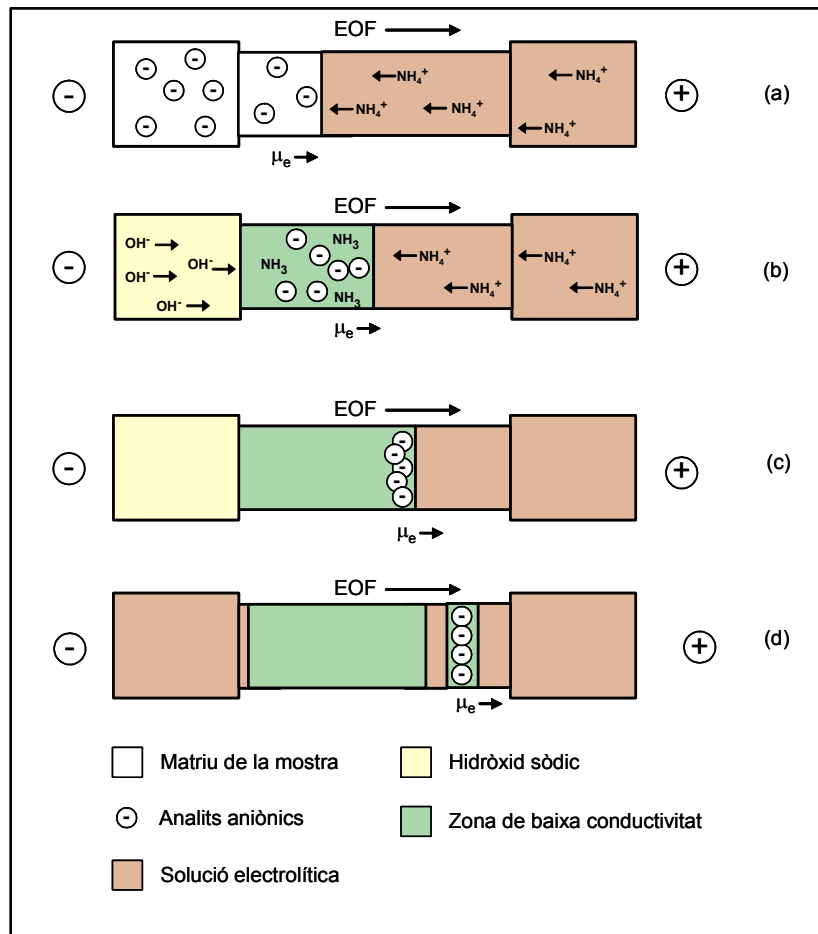 EOF
- + (a)
NH₄⁺ NH₄⁺
NH₄⁺ NH₄⁺
NH₄⁺
μe
EOF
OH⁻ NH₃ NH₄⁺ NH₄⁺
- OH⁻ NH₃ + (b)
OH⁻ NH₄⁺ NH₄⁺
OH⁻ NH₃
μe
EOF
- + (c)
μe
EOF
- + (d)
μe
Matriu de la mostra Hidròxid sòdic
Analits aniònics Zona de baixa conductivitat
Solució electrolítica